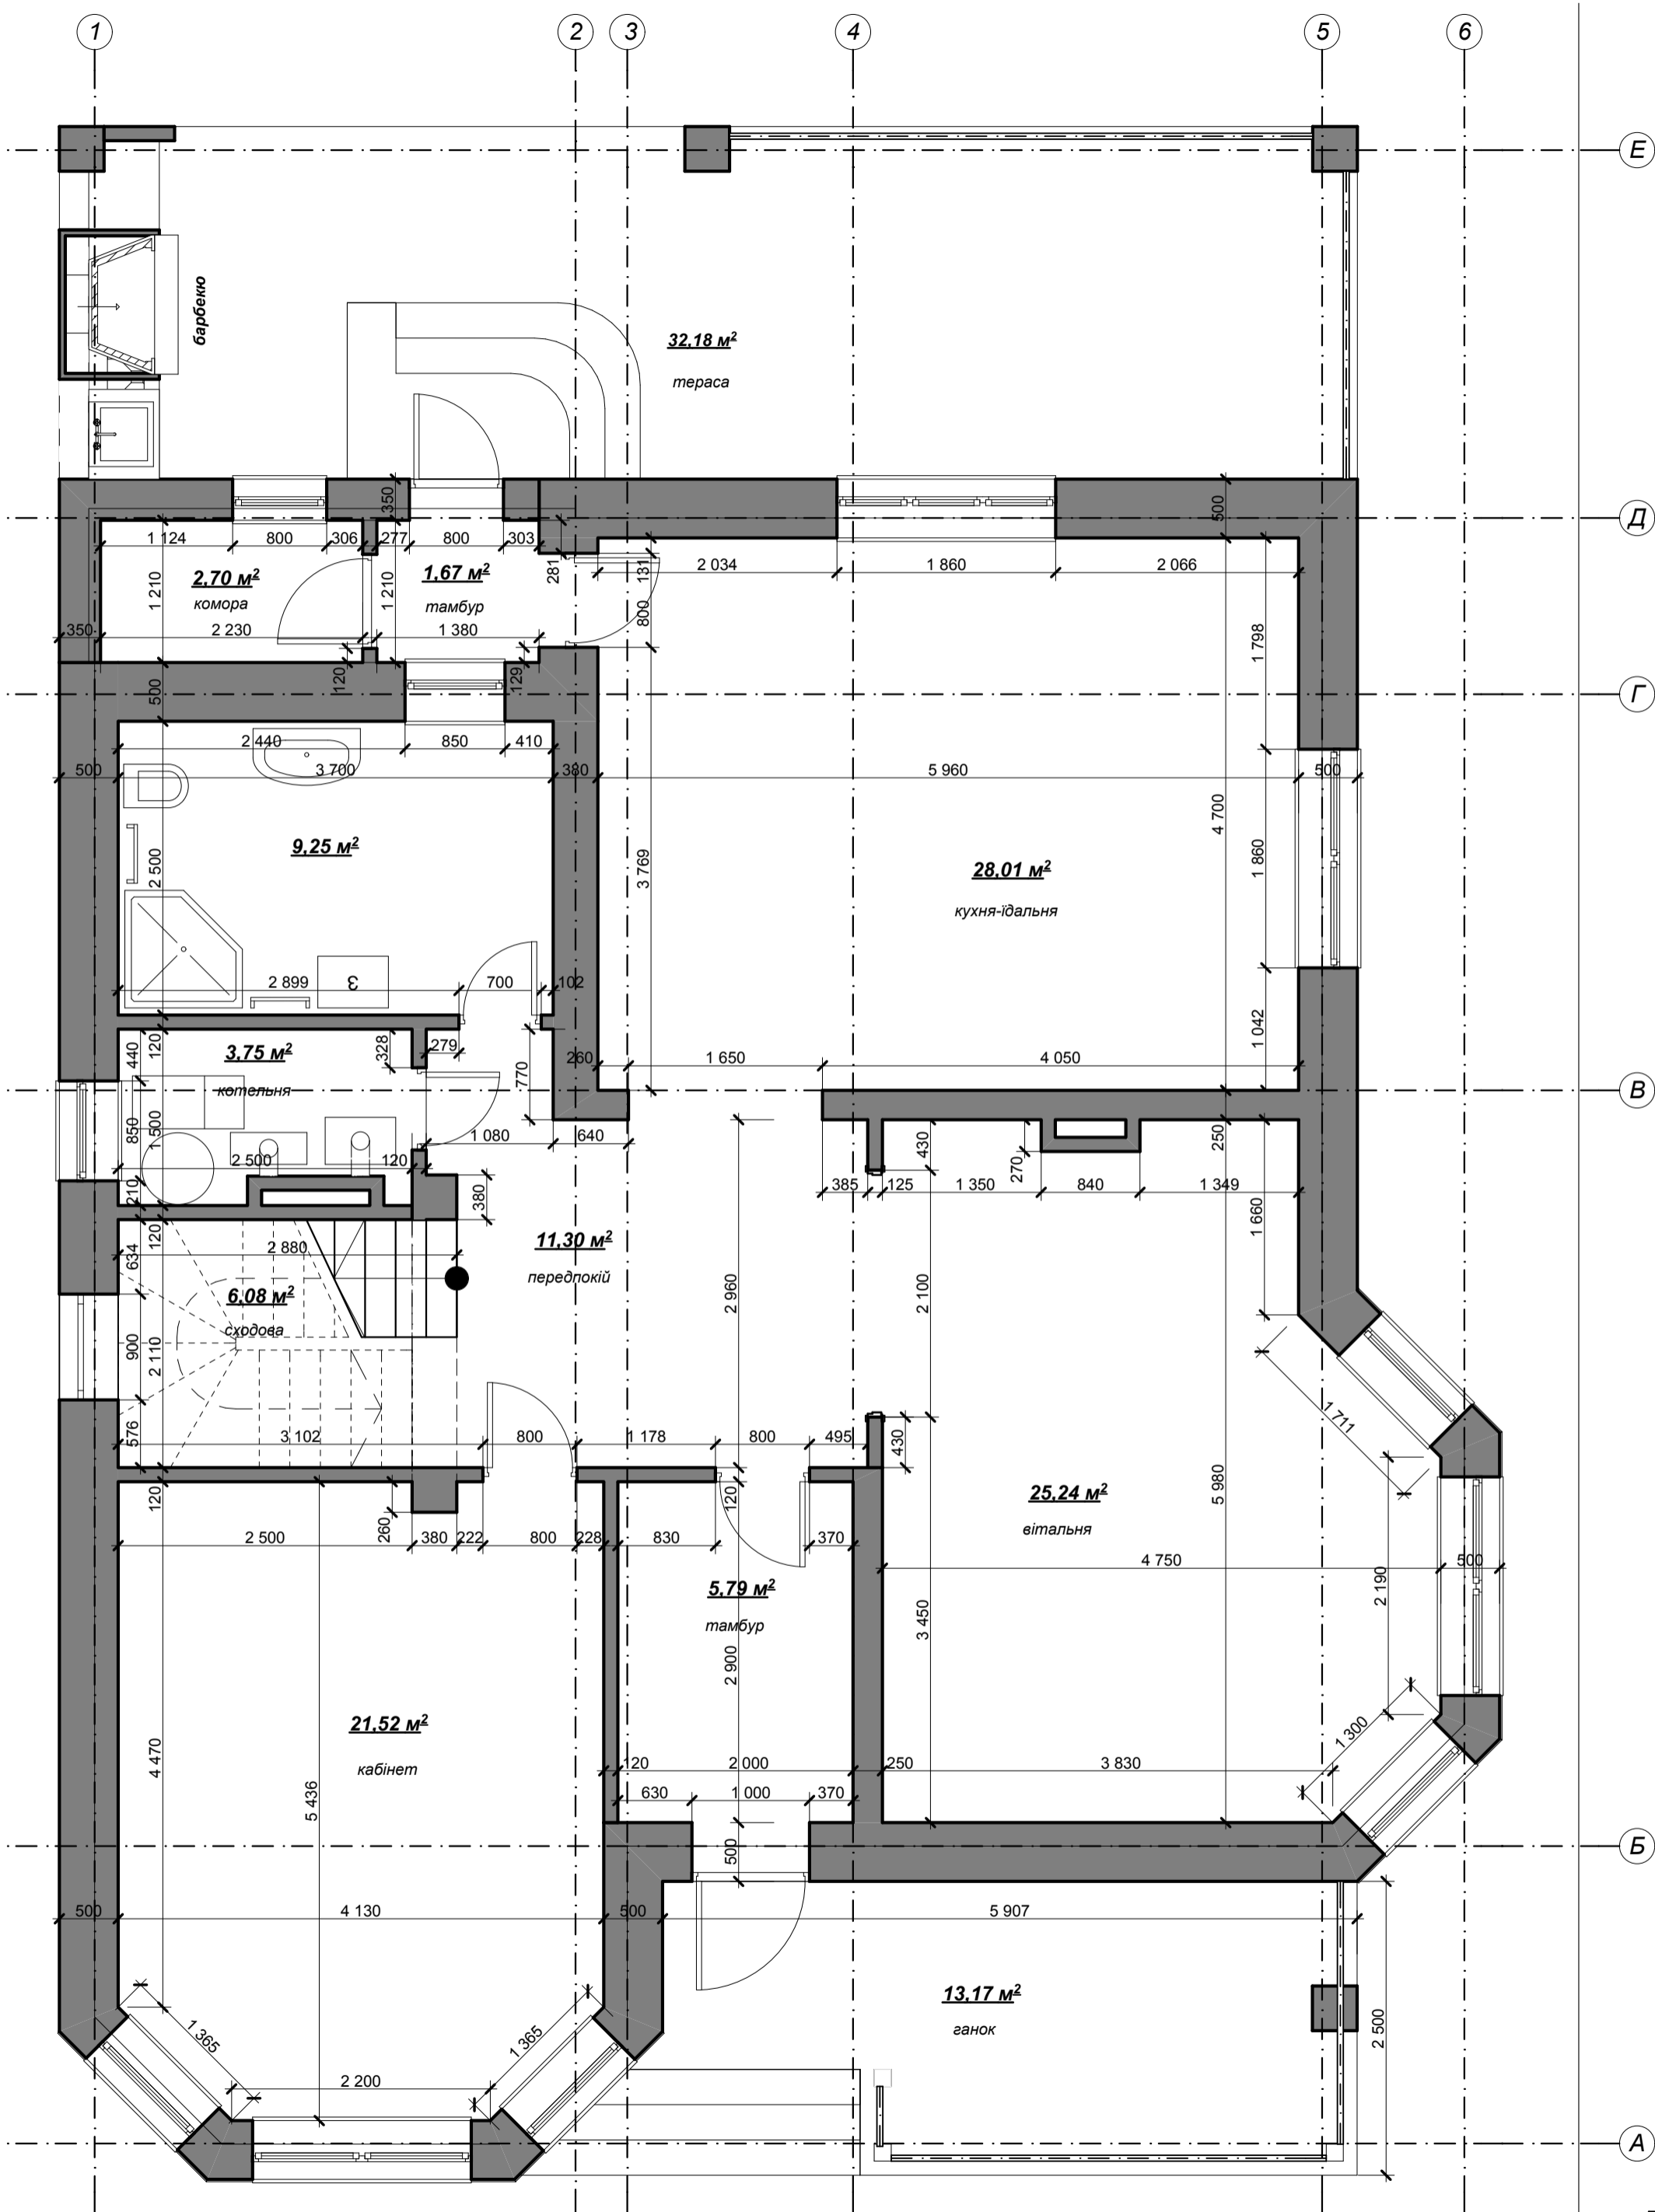 1 2 3 4 5 6
Е
барбекю
32,18 м²
тераса
350
500
Д
1 124 800 306 277 800 303
281
131
2 034 1 860 2 066
1 210
2,70 м²
комора
1 210
1,67 м²
тамбур
800
350 2 230 1 380
1 798
120
129
500
Г
2 440 850 410
500 3 700 380 5 960 500
4 700
9,25 м²
2 500
3 769
1 860
28,01 м²
кухня-їдальня
2 899 700 102
З
1 042
440
120
3,75 м²
котельня
328
279
770
260 1 650 4 050
В
850
1 500
1 080 640
430
270
250
2 500 120
210
380
385 125 1 350 840 1 349
1 660
120
634
2 880
11,30 м²
передпокій
6,08 м²
сходова
2 960
2 100
900
2 110
1 711
576
3 102 800 1 178 800 495
430
120
260
120
5 980
25,24 м²
вітальня
2 500 380 222 800 228 830 370
4 750 500
2 190
5,79 м²
тамбур
3 450
2 900
21,52 м²
кабінет
1 300
4 470
5 436
120 2 000 250 3 830
630 1 000 370
500
Б
500 4 130 500 5 907
13,17 м²
ганок
2 500
1 365
1 365
2 200
А